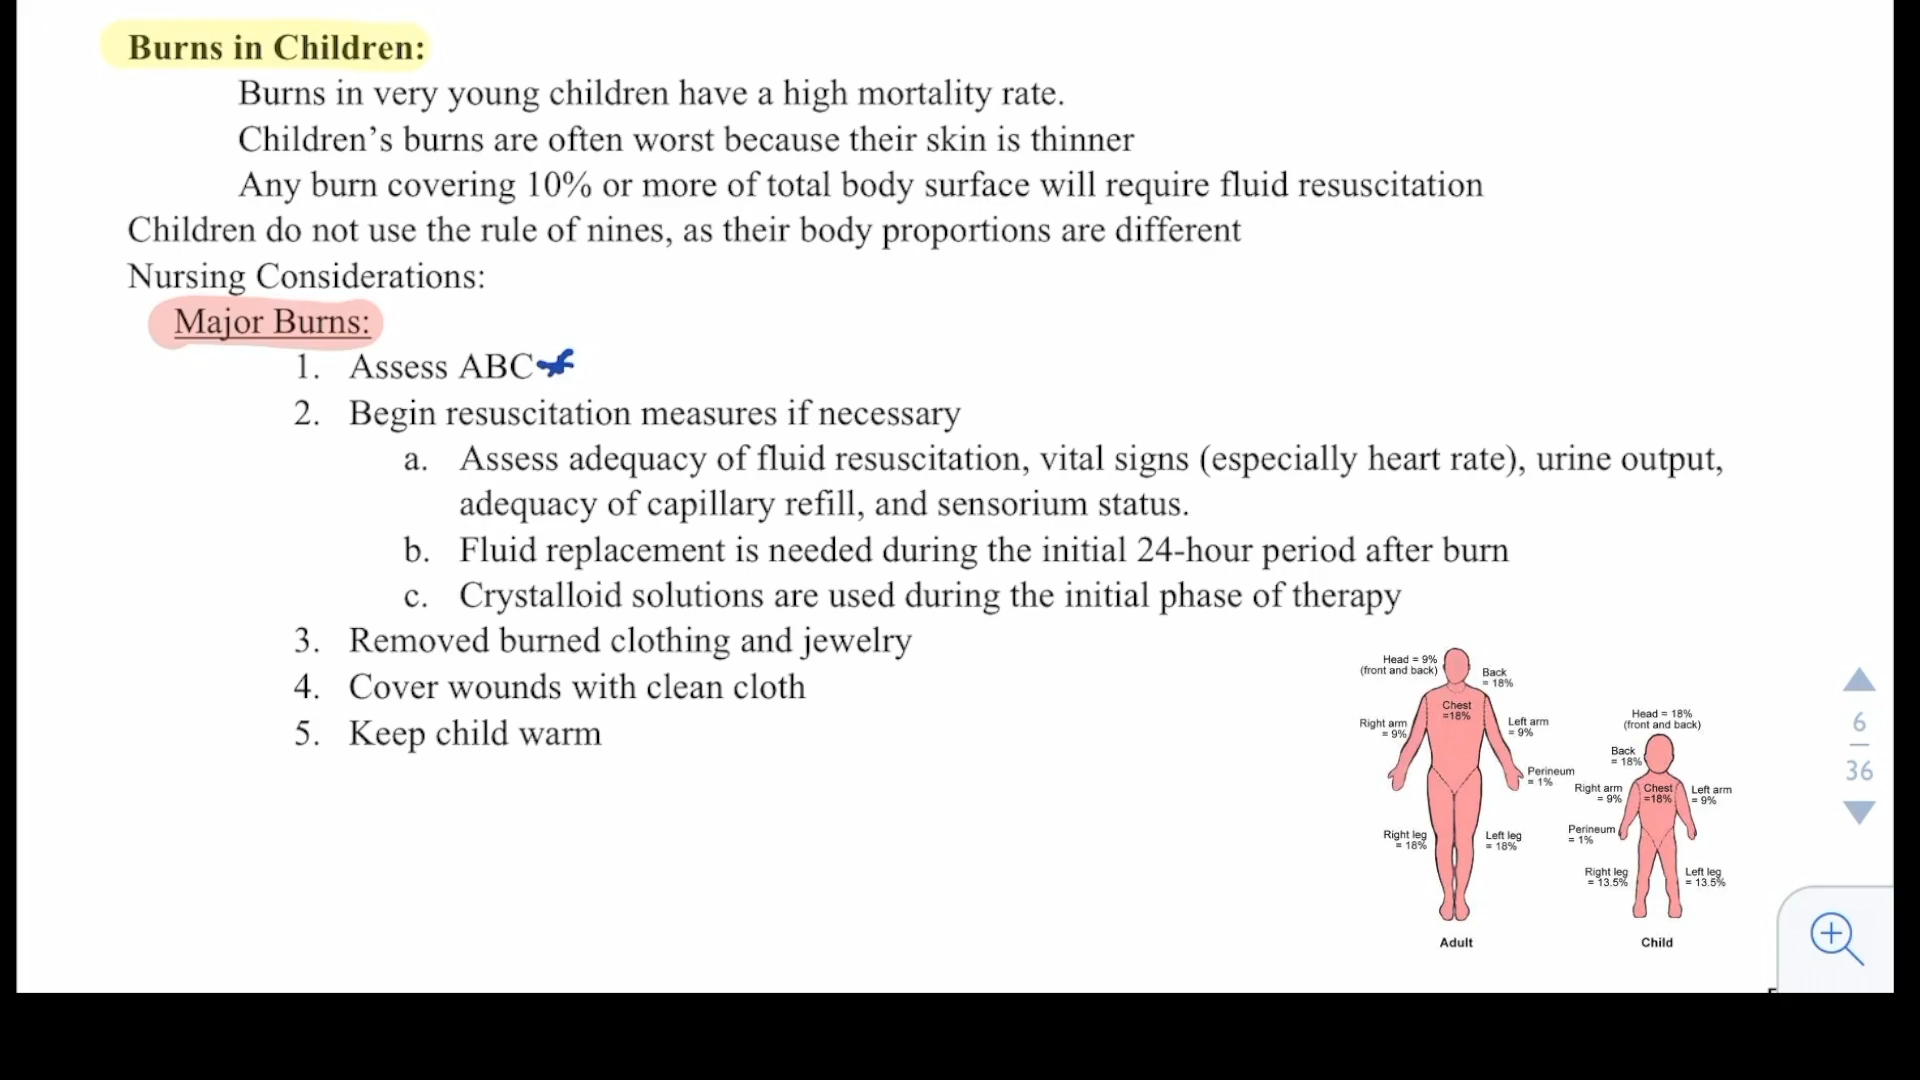 Burns in Children:
Burns in very young children have a high mortality rate.
Children’s burns are often worst because their skin is thinner
Any burn covering 10% or more of total body surface will require fluid resuscitation
Children do not use the rule of nines, as their body proportions are different
Nursing Considerations:
Major Burns:
1. Assess ABC
2. Begin resuscitation measures if necessary
a. Assess adequacy of fluid resuscitation, vital signs (especially heart rate), urine output,
adequacy of capillary refill, and sensorium status.
b. Fluid replacement is needed during the initial 24-hour period after burn
c. Crystalloid solutions are used during the initial phase of therapy
3. Removed burned clothing and jewelry
4. Cover wounds with clean cloth
5. Keep child warm
Head = 9%
(front and back)
Back
= 18%
Chest
=18%
Right arm
= 9%
Left arm
= 9%
Perineum
= 1%
Right leg
= 18%
Left leg
= 18%
Adult
Head = 18%
(front and back)
Back
= 18%
Right arm
= 9%
Chest
=18%
Left arm
= 9%
Perineum
= 1%
Right leg
= 13.5%
Left leg
= 13.5%
Child
6
36